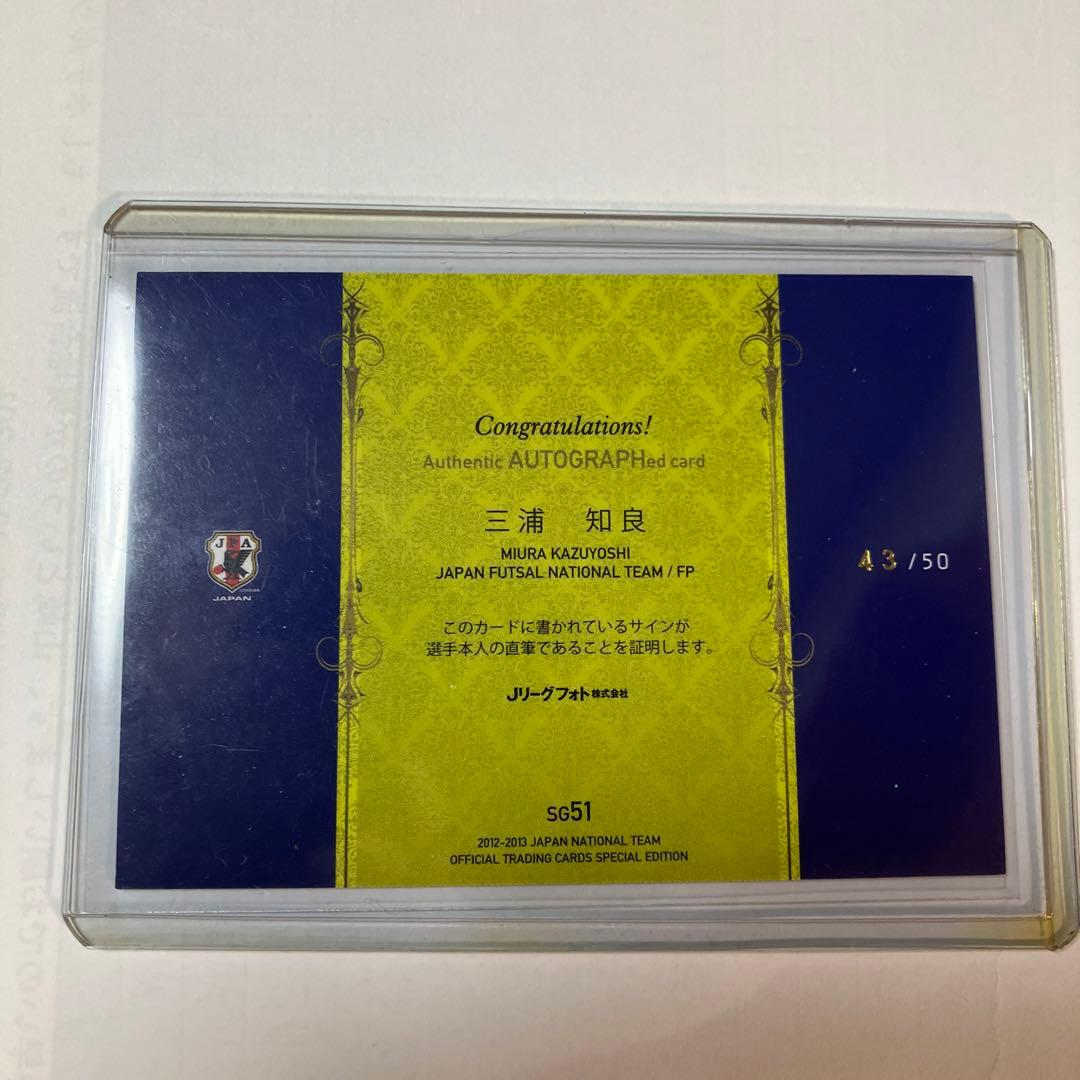 Congratulations!
Authentic AUTOGRAPHed card
三浦 知良
MIURA KAZUYOSHI
JAPAN FUTSAL NATIONAL TEAM / FP
JFA
JAPAN
43/50
このカードに書かれているサインが
選手本人の直筆であることを証明します。
Jリーグフォト株式会社
SG51
2012-2013 JAPAN NATIONAL TEAM
OFFICIAL TRADING CARDS SPECIAL EDITION